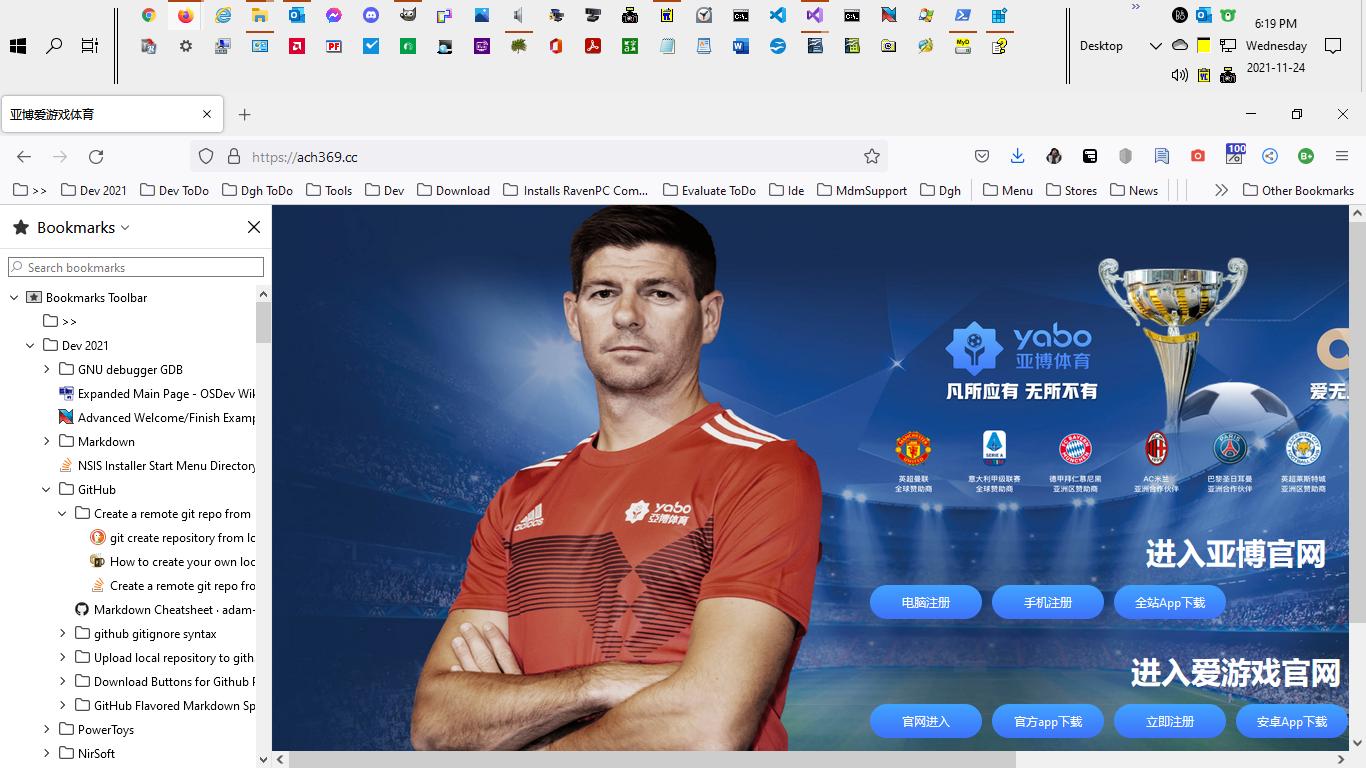 6:19 PM
Desktop
Wednesday
2021-11-24
亚博爱游戏体育
https://ach369.cc
100
>>
Dev 2021
Dev ToDo
Dgh ToDo
Tools
Dev
Download
Installs RavenPC Com...
Evaluate ToDo
Ide
MdmSupport
Dgh
Menu
Stores
News
Other Bookmarks
Bookmarks
Search bookmarks
Bookmarks Toolbar
>>
Dev 2021
GNU debugger GDB
Expanded Main Page - OSDev Wik
Advanced Welcome/Finish Examp
Markdown
NSIS Installer Start Menu Directory
GitHub
Create a remote git repo from
git create repository from lo
How to create your own loc
Create a remote git repo fro
Markdown Cheatsheet · adam-
github gitignore syntax
Upload local repository to gith
Download Buttons for Github R
GitHub Flavored Markdown Sp
PowerToys
NirSoft
adidas
yabo
亞博体育
yabo
亚博体育
凡所应有 无所不有
爱无
SERIE A
英超曼联
全球赞助商
意大利甲级联赛
全球赞助商
德甲拜仁慕尼黑
亚洲区赞助商
AC米兰
亚洲合作伙伴
巴黎圣日耳曼
亚洲合作伙伴
英超莱斯特城
亚洲区赞助商
进入亚博官网
电脑注册
手机注册
全站App下载
进入爱游戏官网
官网进入
官方app下载
立即注册
安卓App下载